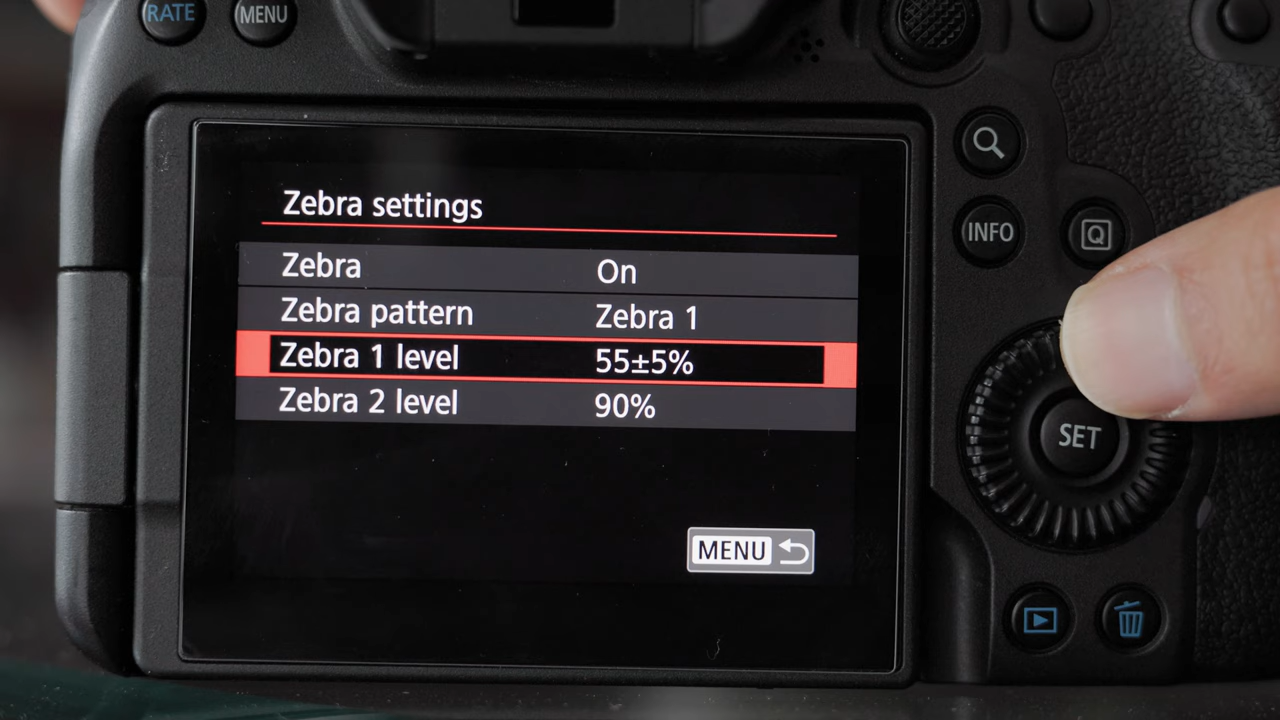 RATE
MENU
Zebra settings
Zebra On
Zebra pattern Zebra 1
Zebra 1 level 55±5%
Zebra 2 level 90%
MENU
INFO
Q
SET